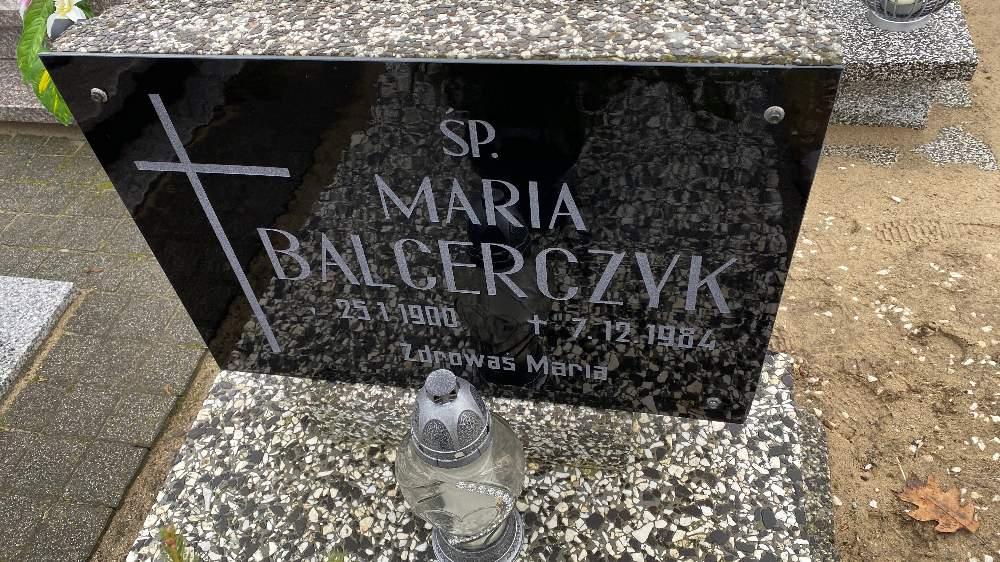 ŚP.
MARIA
BALCERCZYK
25.1.1900 + 7.12.1984
Zdrowaś Maria